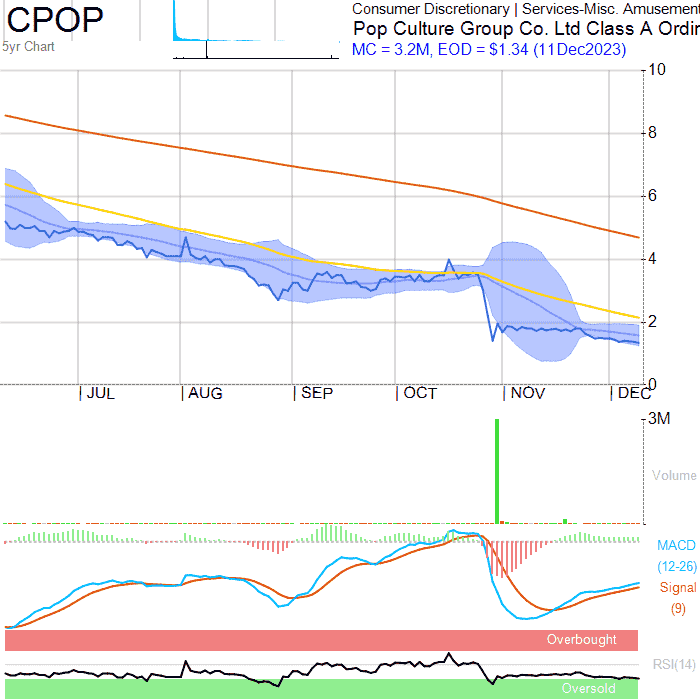 CPOP
5yr Chart
Consumer Discretionary | Services-Misc. Amusement
Pop Culture Group Co. Ltd Class A Ordin
MC = 3.2M, EOD = $1.34 (11Dec2023)
10
8
6
4
2
0
| JUL | AUG | SEP | OCT | NOV | DEC
3M
Volume
MACD
(12-26)
Signal
(9)
Overbought
RSI(14)
Oversold